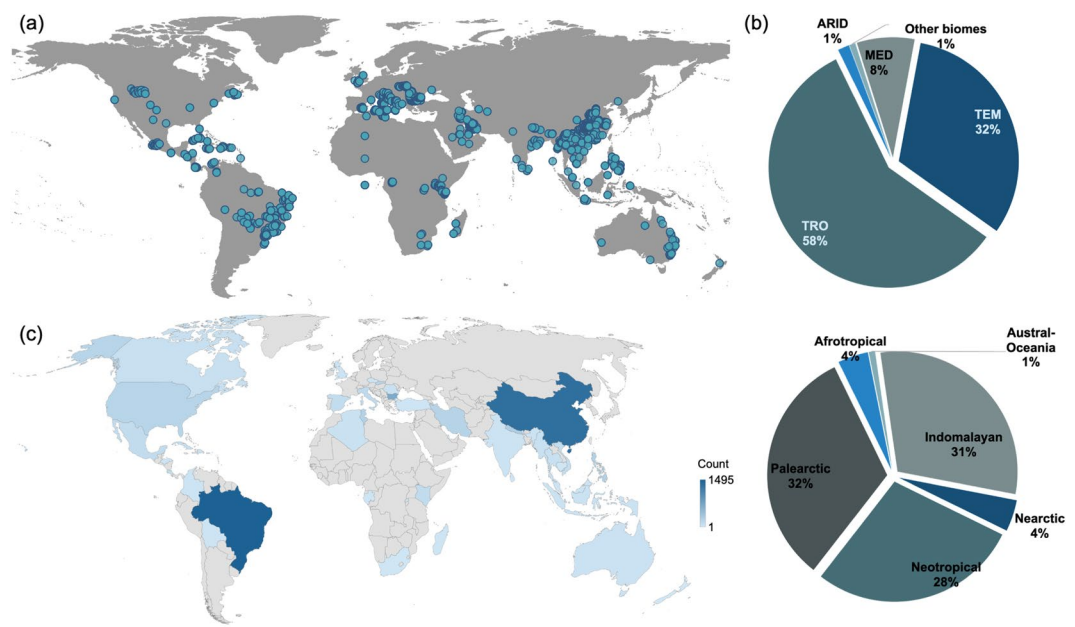 (a)
(b)
ARID
1%
Other biomes
1%
MED
8%
TEM
32%
TRO
58%
(c)
Count
1495
1
Afrotropical
4%
Austral-
Oceania
1%
Indomalayan
31%
Palearctic
32%
Nearctic
4%
Neotropical
28%